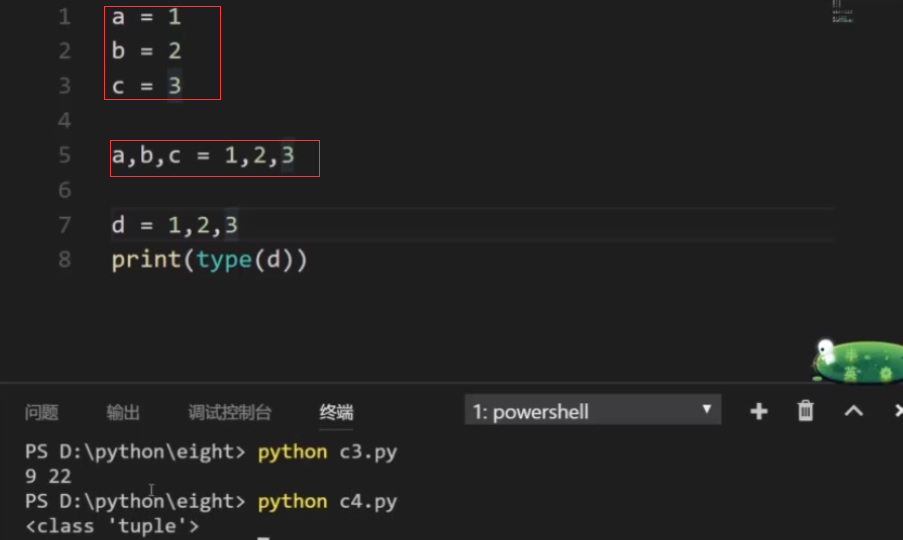 1 a = 1
2 b = 2
3 c = 3
4
5 a,b,c = 1,2,3
6
7 d = 1,2,3
8 print(type(d))
英
问题 输出 调试控制台 终端 1: powershell
PS D:\python\eight> python c3.py
9 22
PS D:\python\eight> python c4.py
<class 'tuple'>